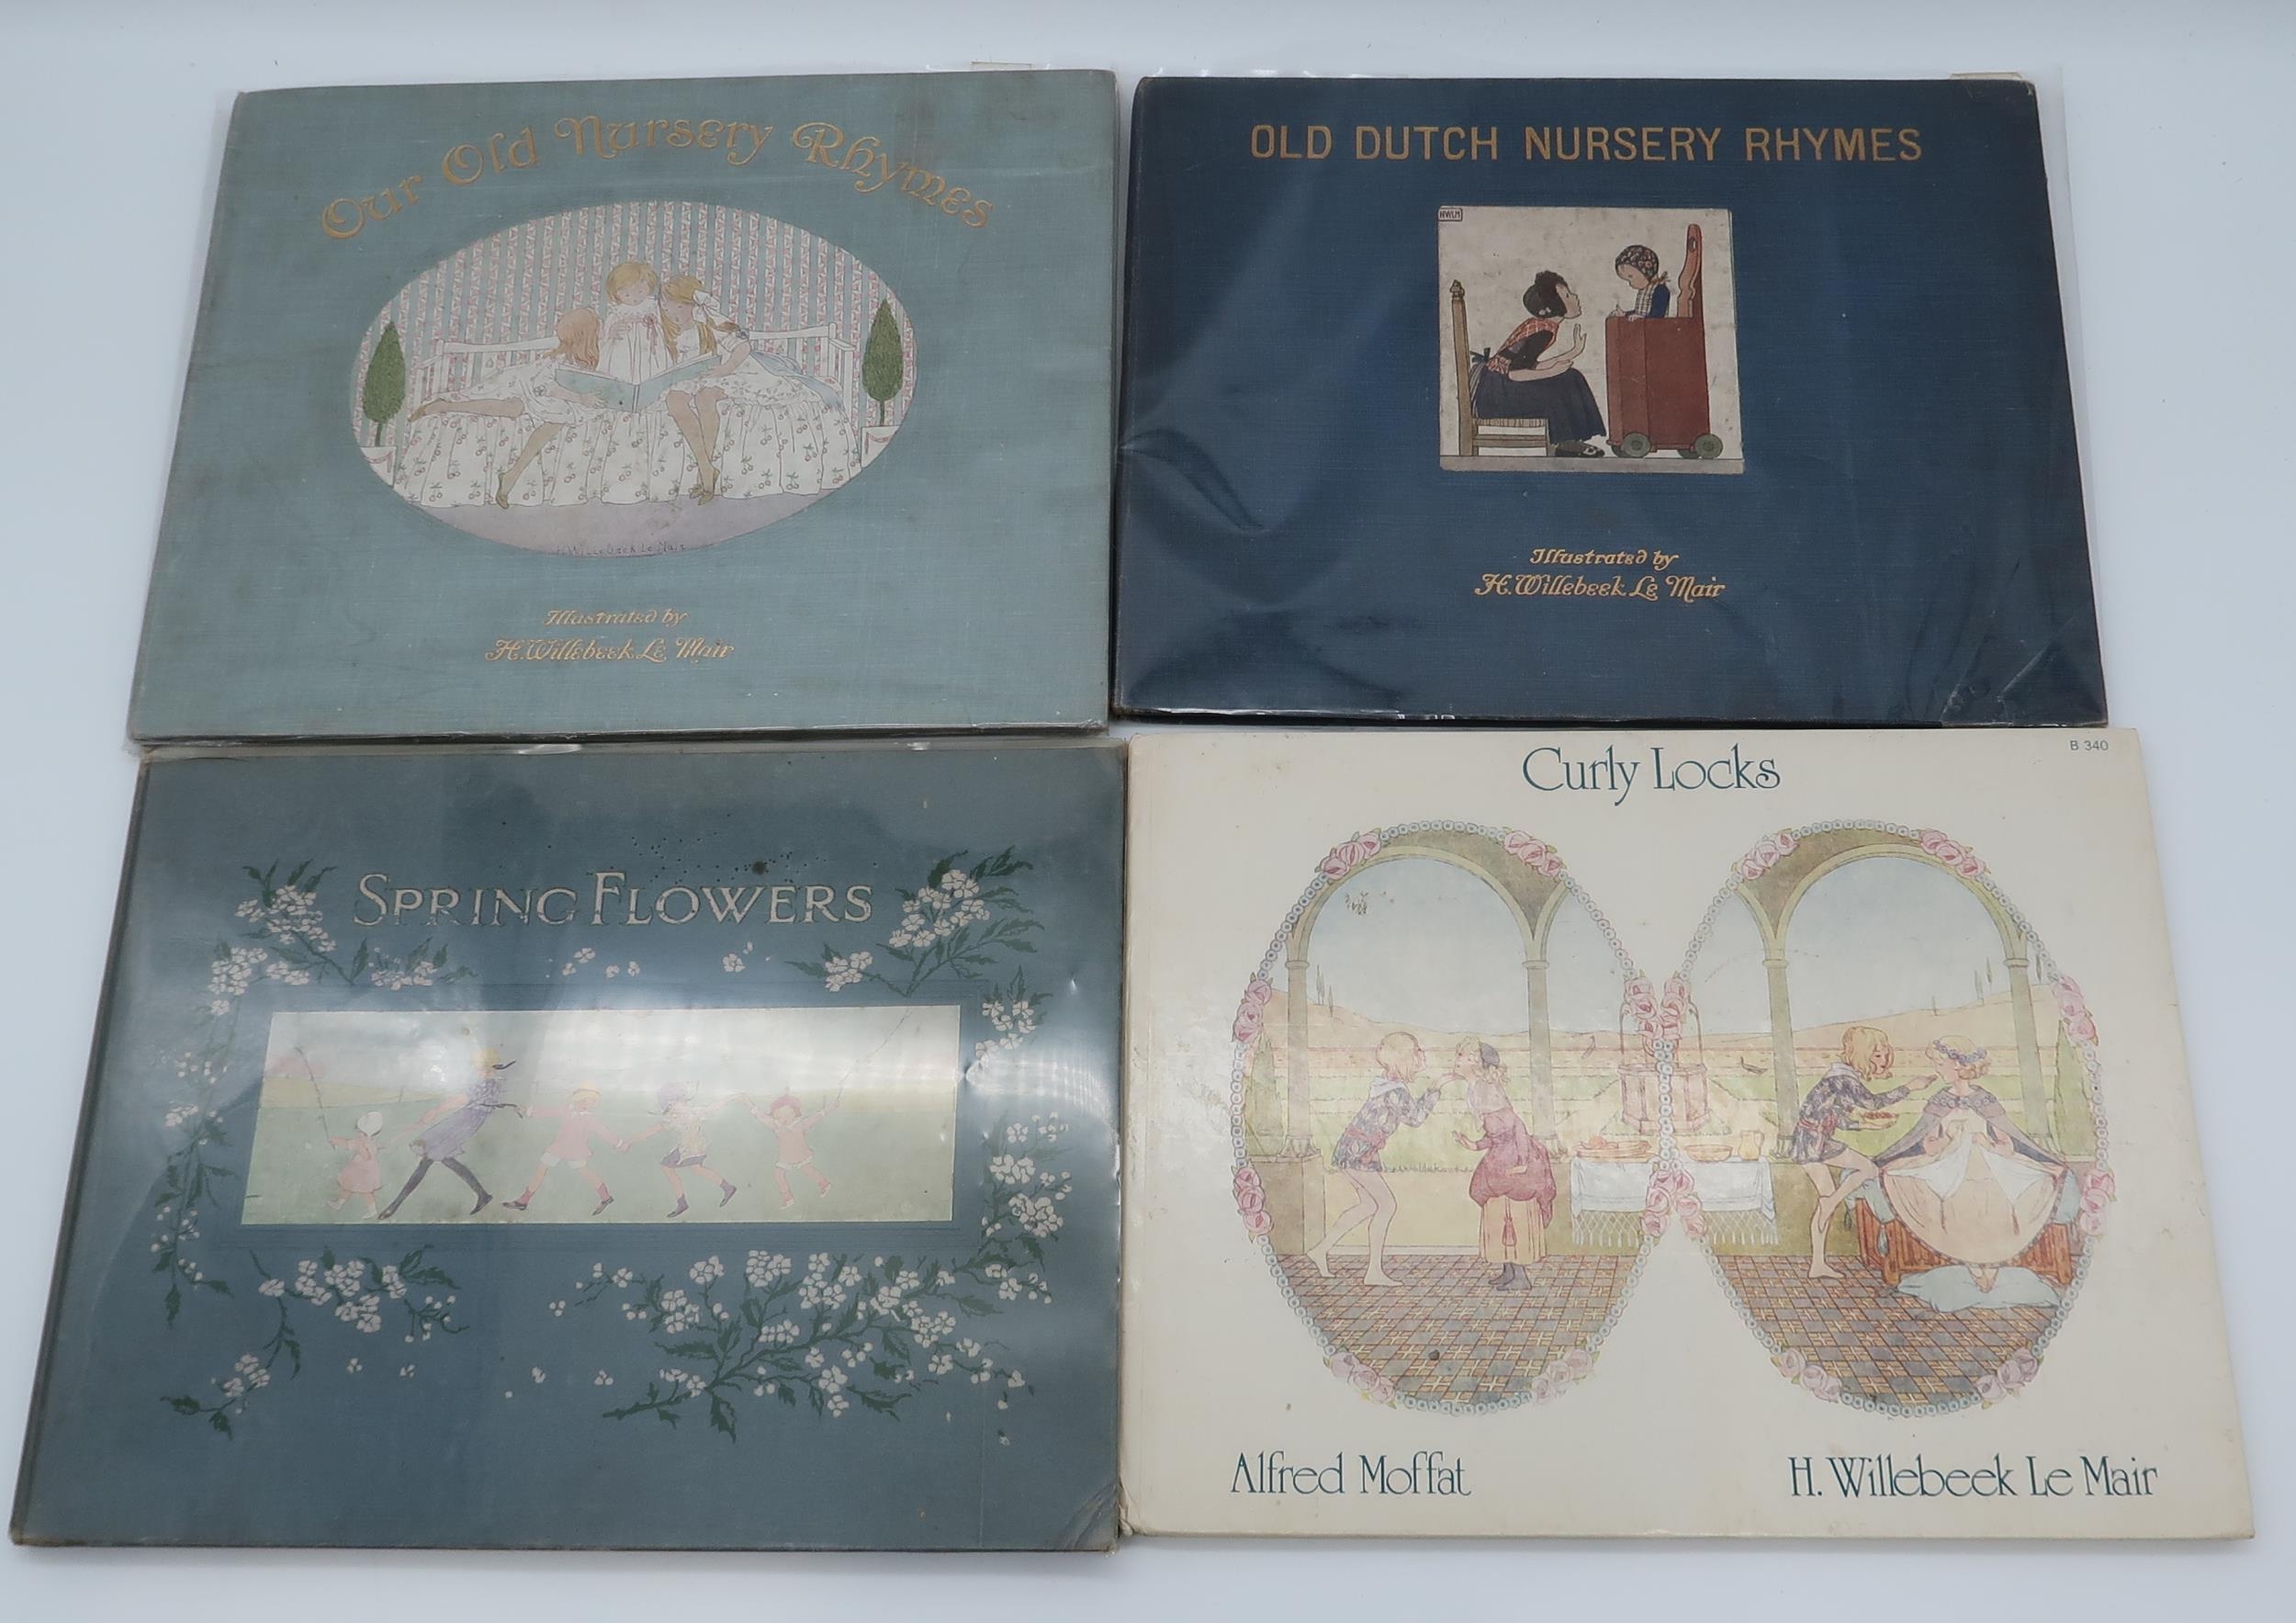 Our Old Nursery Rhymes
H. Willebeek Le Mair
Illustrated by
H. Willebeek Le Mair
OLD DUTCH NURSERY RHYMES
HWLM
Illustrated by
H. Willebeek Le Mair
SPRING FLOWERS
B 340
Curly Locks
Alfred Moffat
H. Willebeek Le Mair